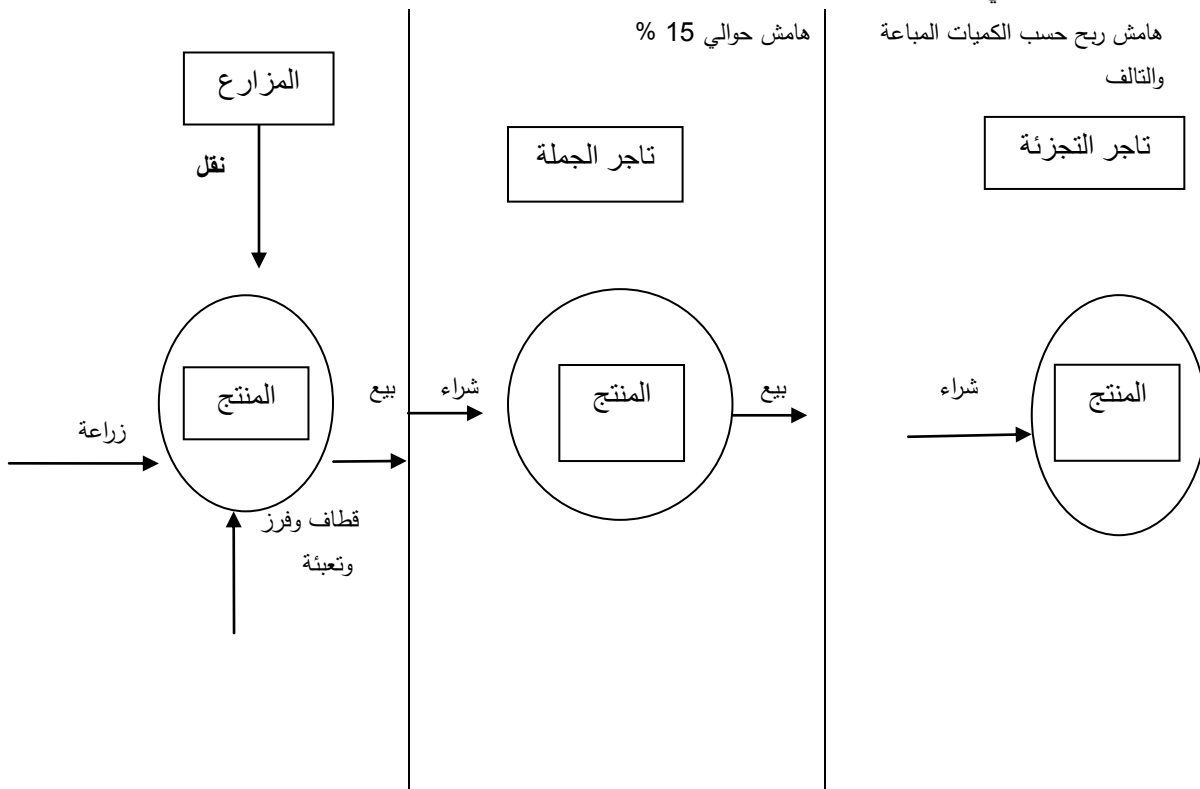 هامش ربح حسب الكميات المباعة
والتالف
هامش حوالي 15 %
المزارع
تاجر الجملة
تاجر التجزئة
نقل
المنتج
المنتج
المنتج
زراعة
بيع
شراء
بيع
شراء
قطاف وفرز
وتعبئة